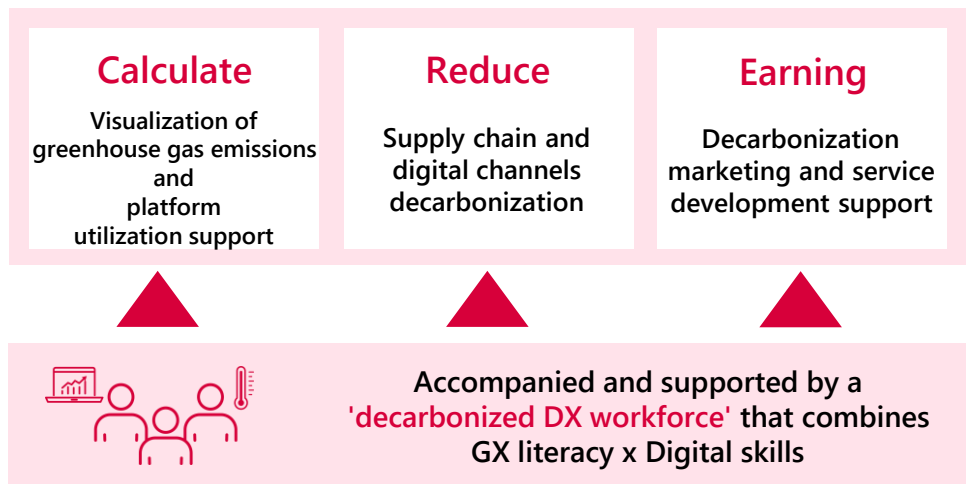 Calculate
Visualization of
greenhouse gas emissions
and
platform
utilization support
Reduce
Supply chain and
digital channels
decarbonization
Earning
Decarbonization
marketing and service
development support
Accompanied and supported by a
'decarbonized DX workforce' that combines
GX literacy x Digital skills